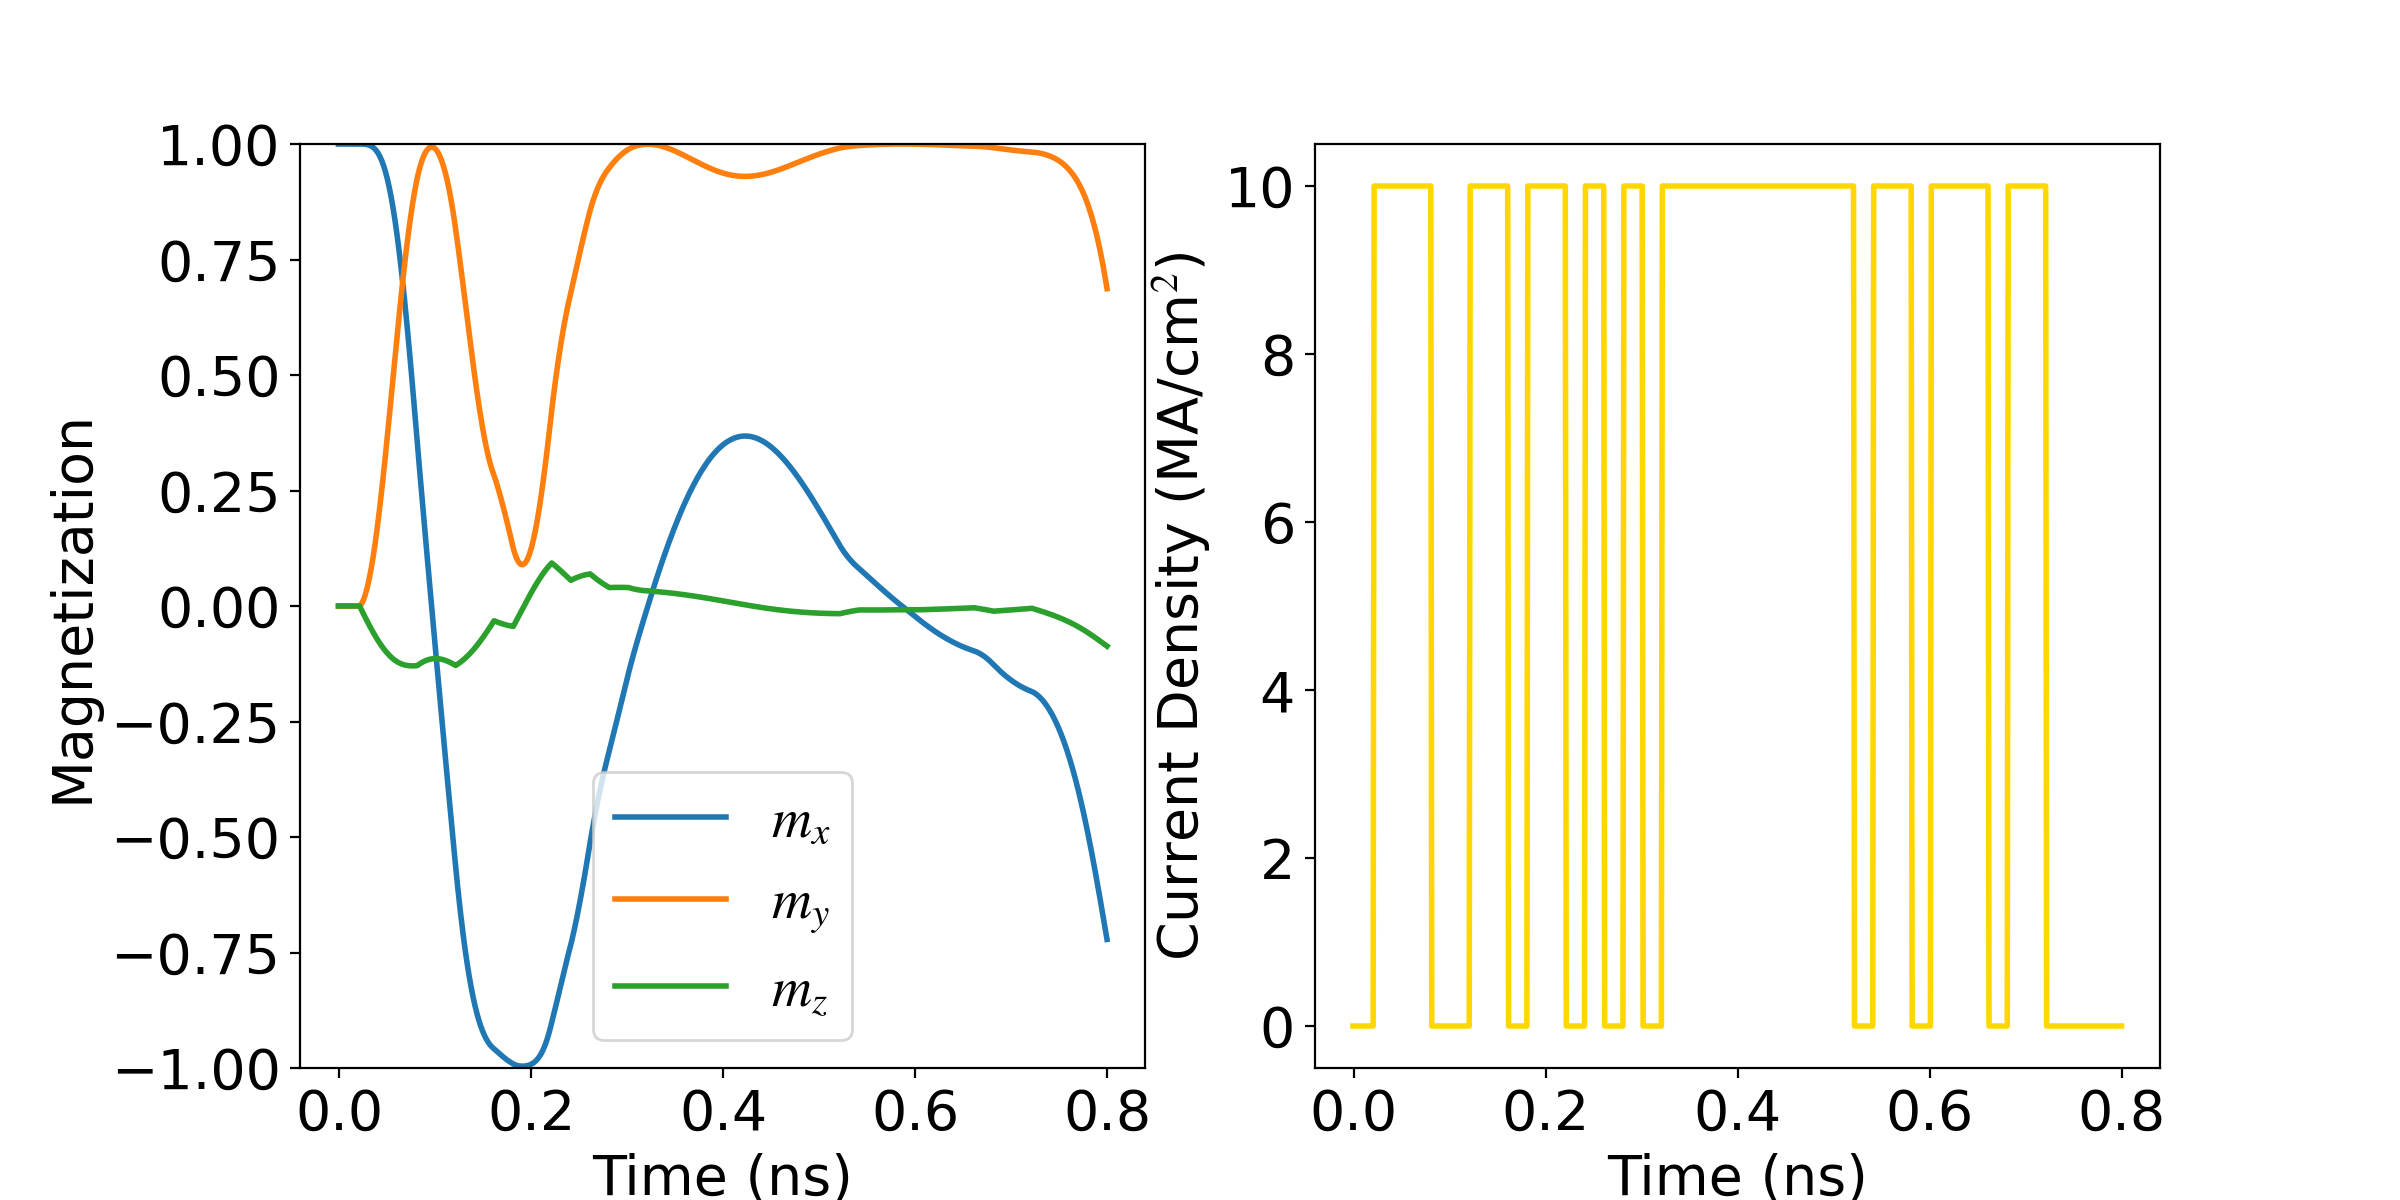 Magnetization
1.00
0.75
0.50
0.25
0.00
−0.25
−0.50
−0.75
−1.00
0.0 0.2 0.4 0.6 0.8
Time (ns)
m_x
m_y
m_z
Current Density (MA/cm²)
10
8
6
4
2
0
0.0 0.2 0.4 0.6 0.8
Time (ns)